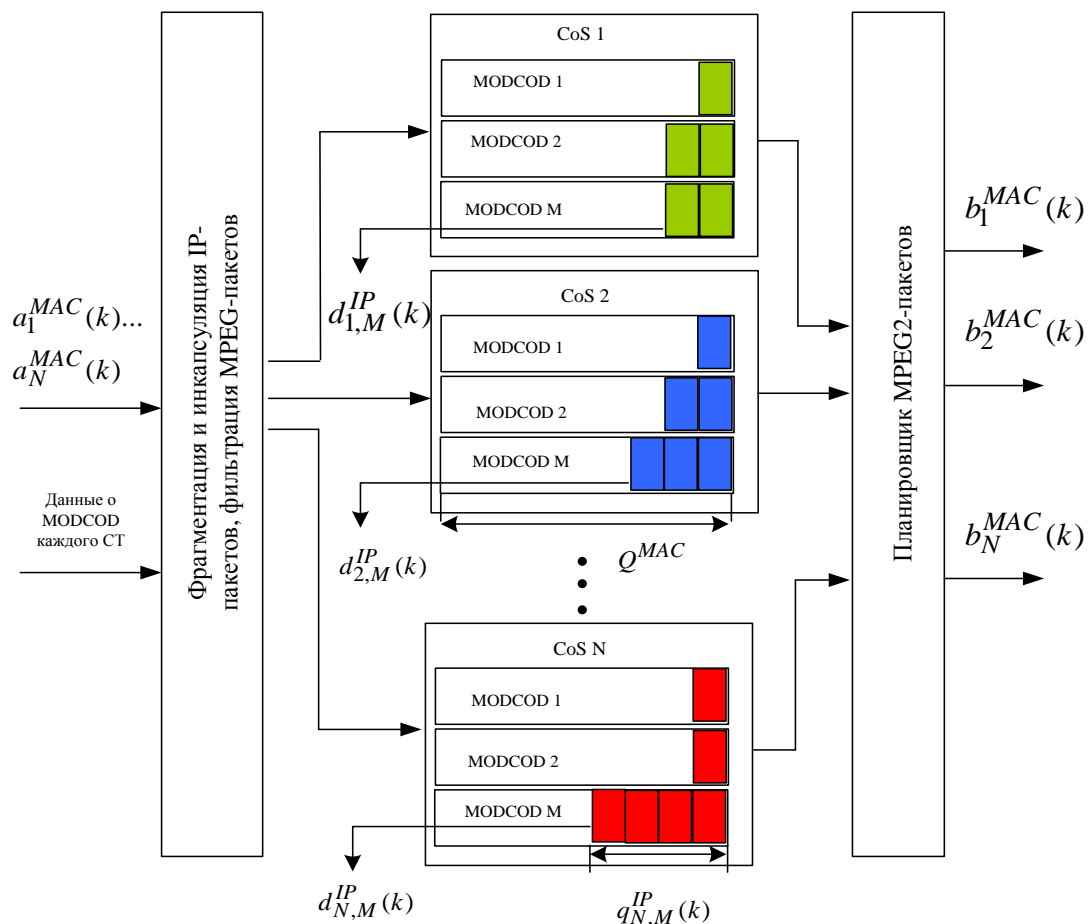 a_1^{MAC}(k)...
a_N^{MAC}(k)
Данные о
MODCOD
каждого СТ
Фрагментация и инкапсуляция IP-
пакетов, фильтрация MPEG-пакетов
CoS 1
MODCOD 1
MODCOD 2
MODCOD M
d_{1,M}^{IP}(k)
CoS 2
MODCOD 1
MODCOD 2
MODCOD M
d_{2,M}^{IP}(k)
Q^{MAC}
CoS N
MODCOD 1
MODCOD 2
MODCOD M
d_{N,M}^{IP}(k)
q_{N,M}^{IP}(k)
Планировщик MPEG2-пакетов
b_1^{MAC}(k)
b_2^{MAC}(k)
b_N^{MAC}(k)